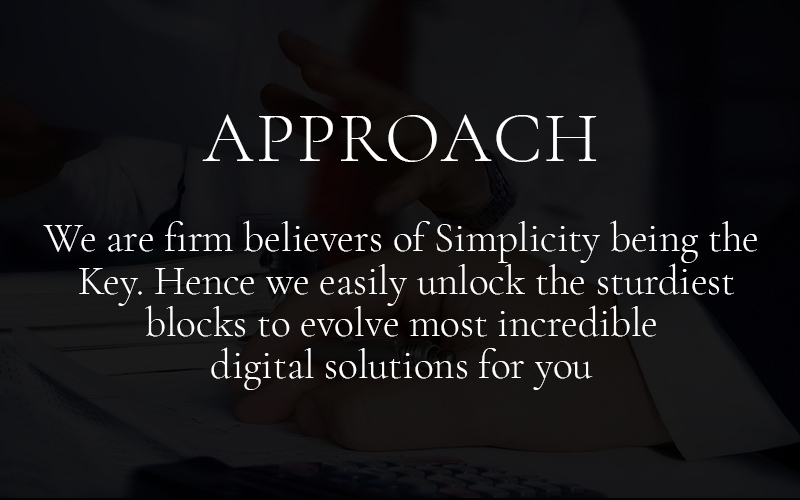 APPROACH
We are firm believers of Simplicity being the
Key. Hence we easily unlock the sturdiest
blocks to evolve most incredible
digital solutions for you